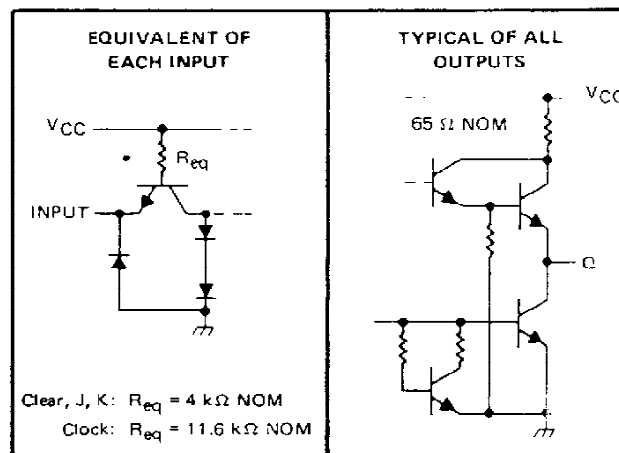 EQUIVALENT OF
EACH INPUT
VCC
Req
INPUT
Clear, J, K: Req = 4 kΩ NOM
Clock: Req = 11.6 kΩ NOM
TYPICAL OF ALL
OUTPUTS
VCC
65 Ω NOM
Q